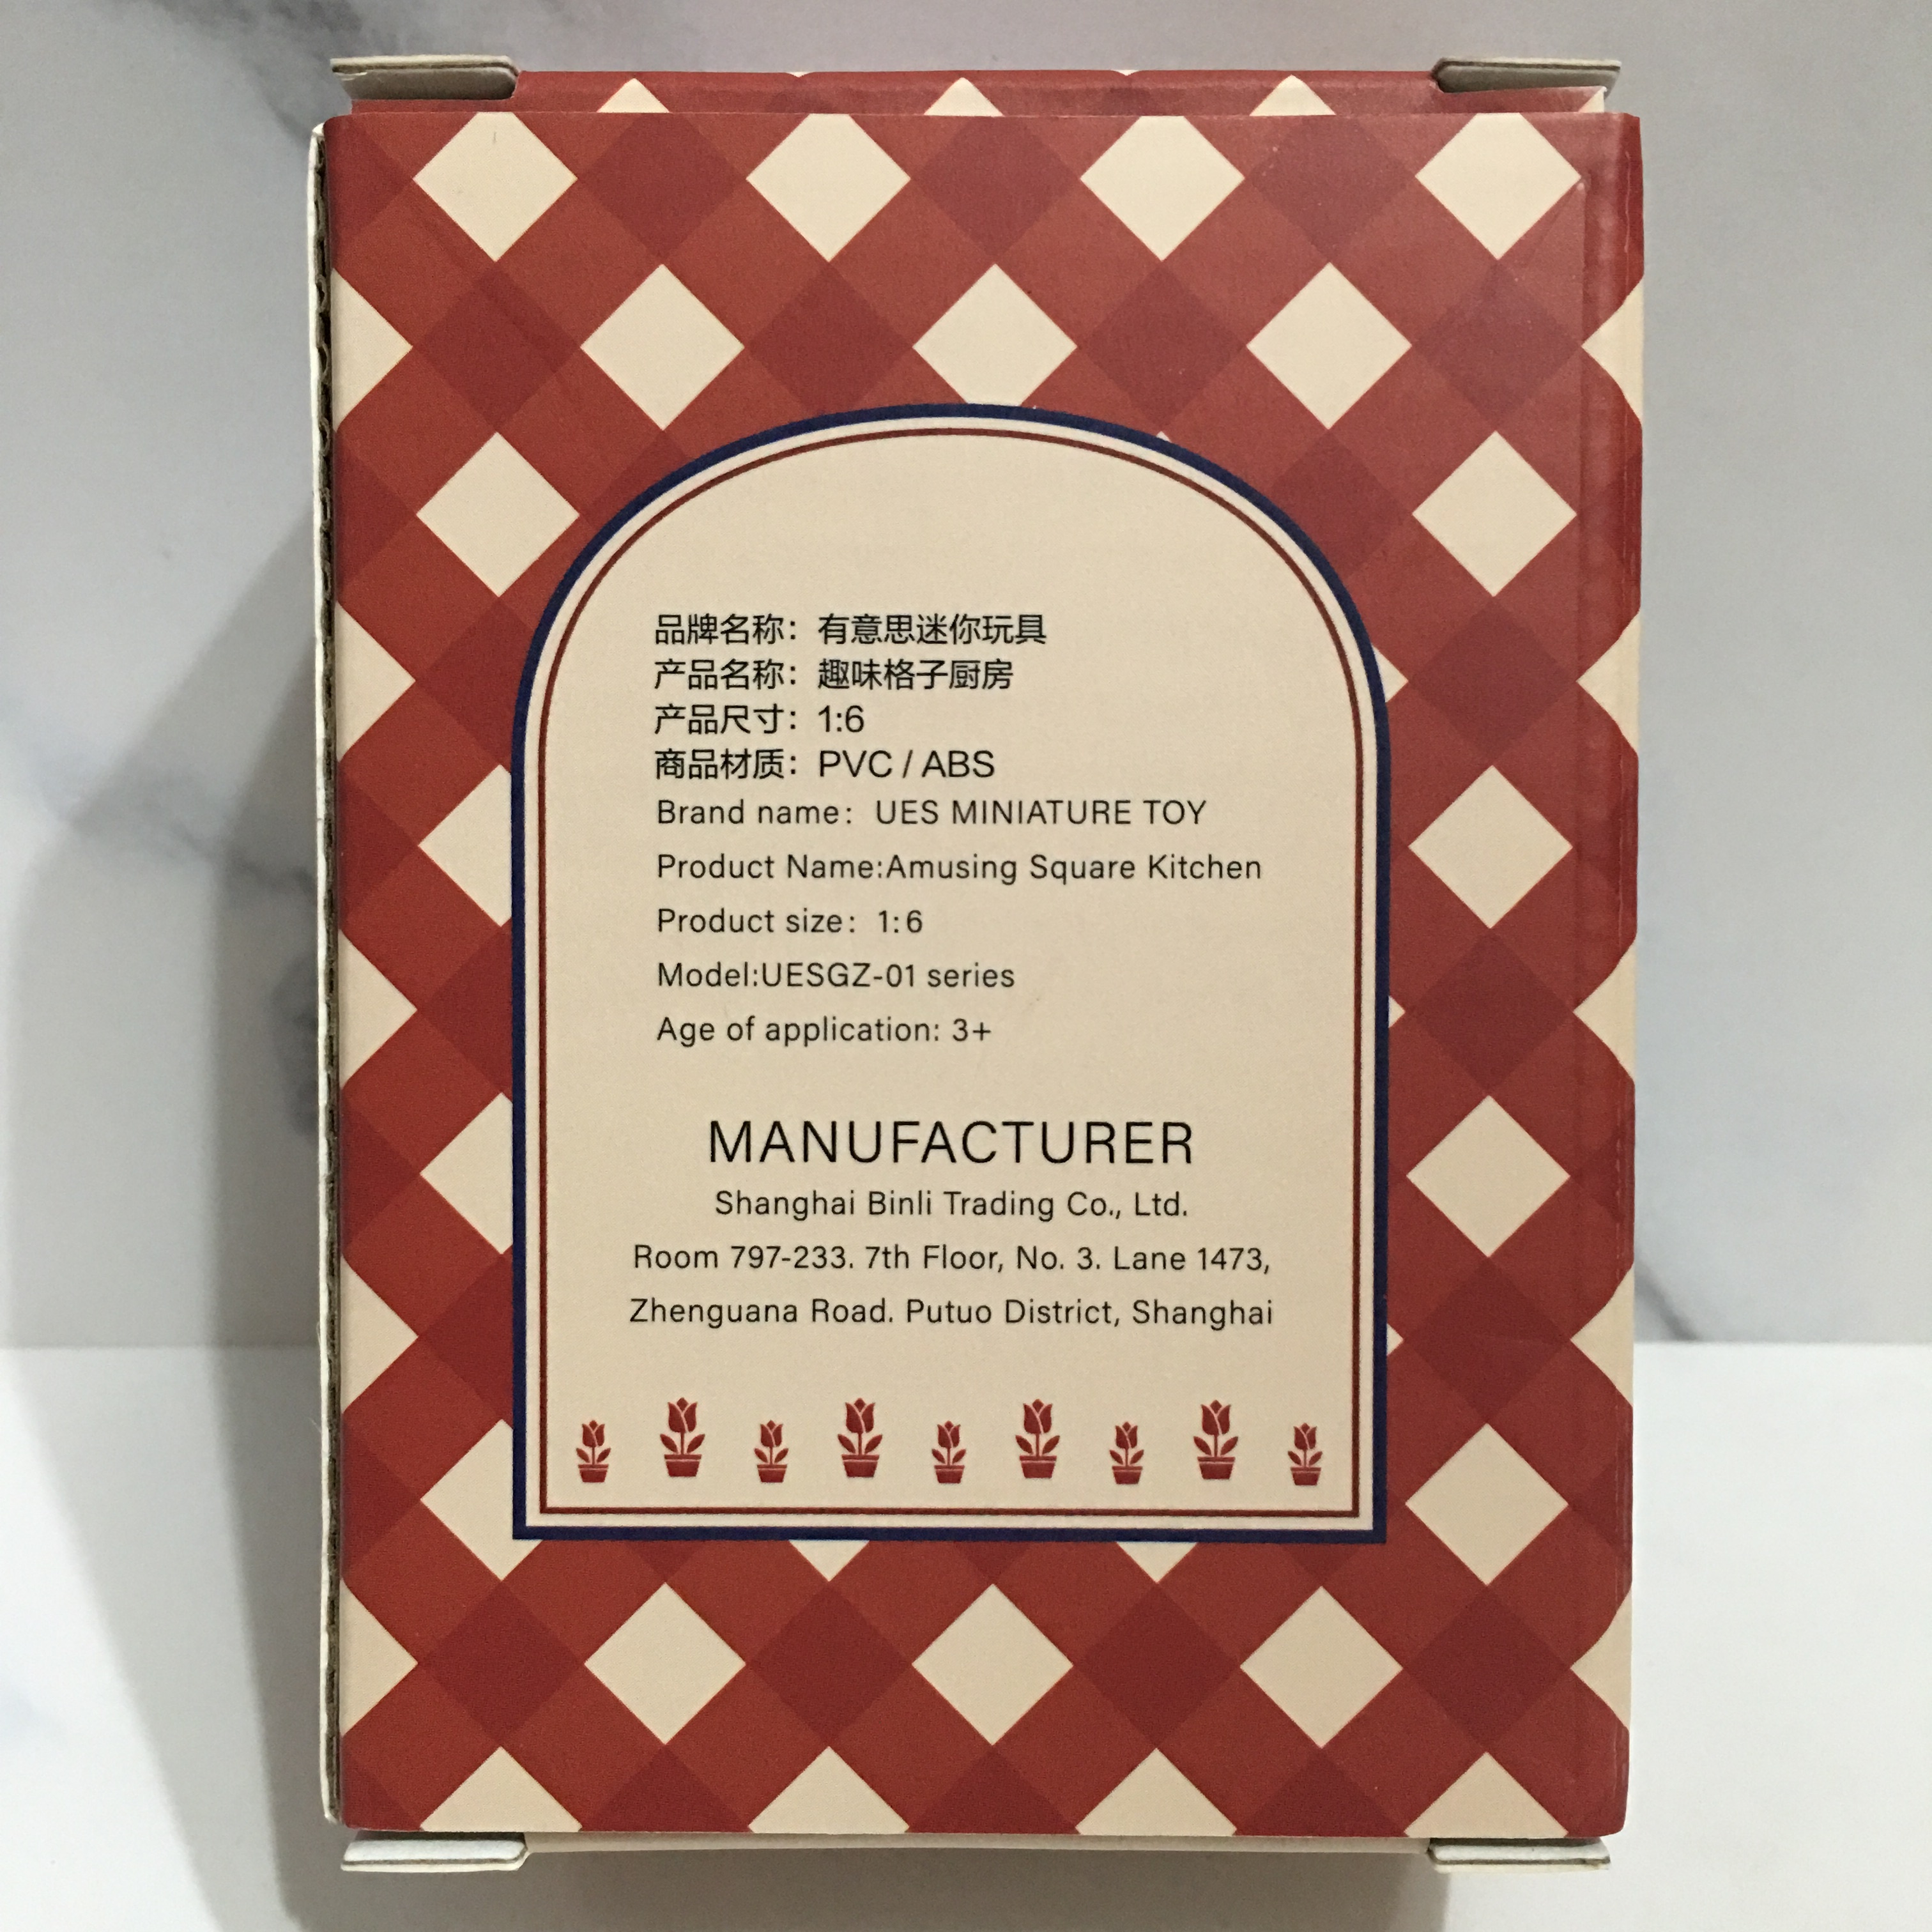 品牌名称：有意思迷你玩具
产品名称：趣味格子厨房
产品尺寸：1:6
商品材质：PVC / ABS
Brand name： UES MINIATURE TOY
Product Name:Amusing Square Kitchen
Product size：1:6
Model:UESGZ-01 series
Age of application: 3+
MANUFACTURER
Shanghai Binli Trading Co., Ltd.
Room 797-233. 7th Floor, No. 3. Lane 1473,
Zhenguana Road. Putuo District, Shanghai